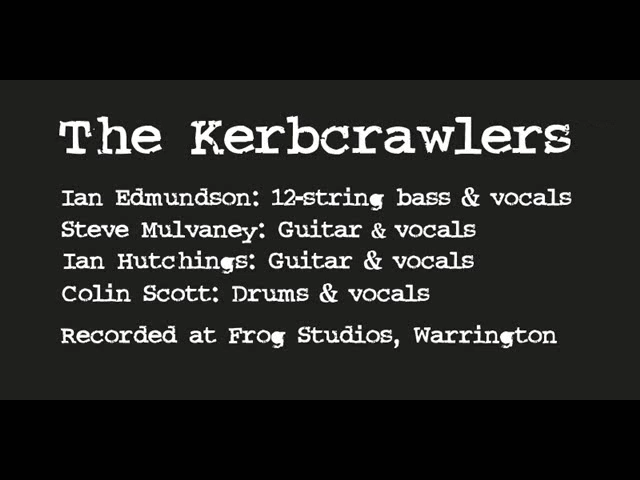 The Kerbcrawlers
Ian Edmundson: 12-string bass & vocals
Steve Mulvaney: Guitar & vocals
Ian Hutchings: Guitar & vocals
Colin Scott: Drums & vocals
Recorded at Frog Studios, Warrington